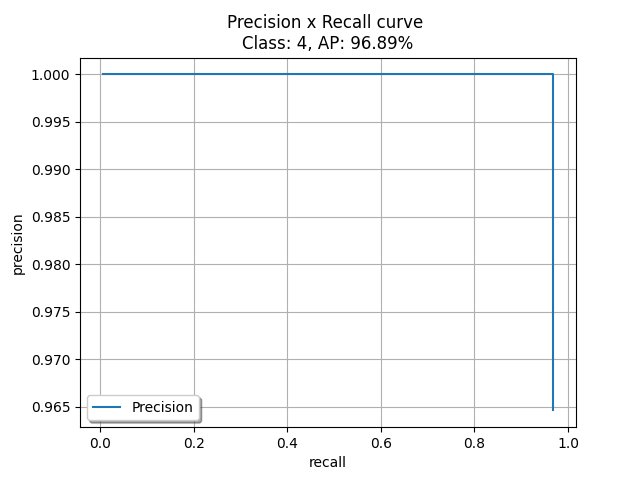 Precision x Recall curve
Class: 4, AP: 96.89%
1.000
0.995
0.990
0.985
0.980
0.975
0.970
0.965
precision
Precision
0.0 0.2 0.4 0.6 0.8 1.0
recall